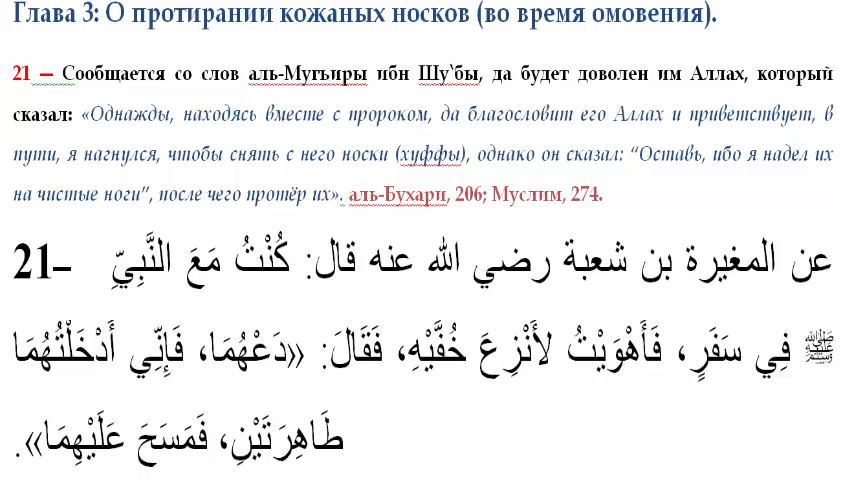 Глава 3: О протирании кожаных носков (во время омовения).
21 — Сообщается со слов аль-Мугъиры ибн Шу`бы, да будет доволен им Аллах, который
сказал: «Однажды, находясь вместе с пророком, да благословит его Аллах и приветствует, в
пути, я нагнулся, чтобы снять с него носки (хуффы), однако он сказал: “Оставь, ибо я надел их
на чистые ноги”, после чего протёр их». аль-Бухари, 206; Муслим, 274.
21– عن المغيرة بن شعبة رضي الله عنه قال: كُنْتُ مَعَ النَّبِيِّ
ﷺ فِي سَفَرٍ، فَأَهْوَيْتُ لأَنْزِعَ خُفَّيْهِ، فَقَالَ: «دَعْهُمَا، فَإِنِّي أَدْخَلْتُهُمَا
طَاهِرَتَيْنِ، فَمَسَحَ عَلَيْهِمَا».